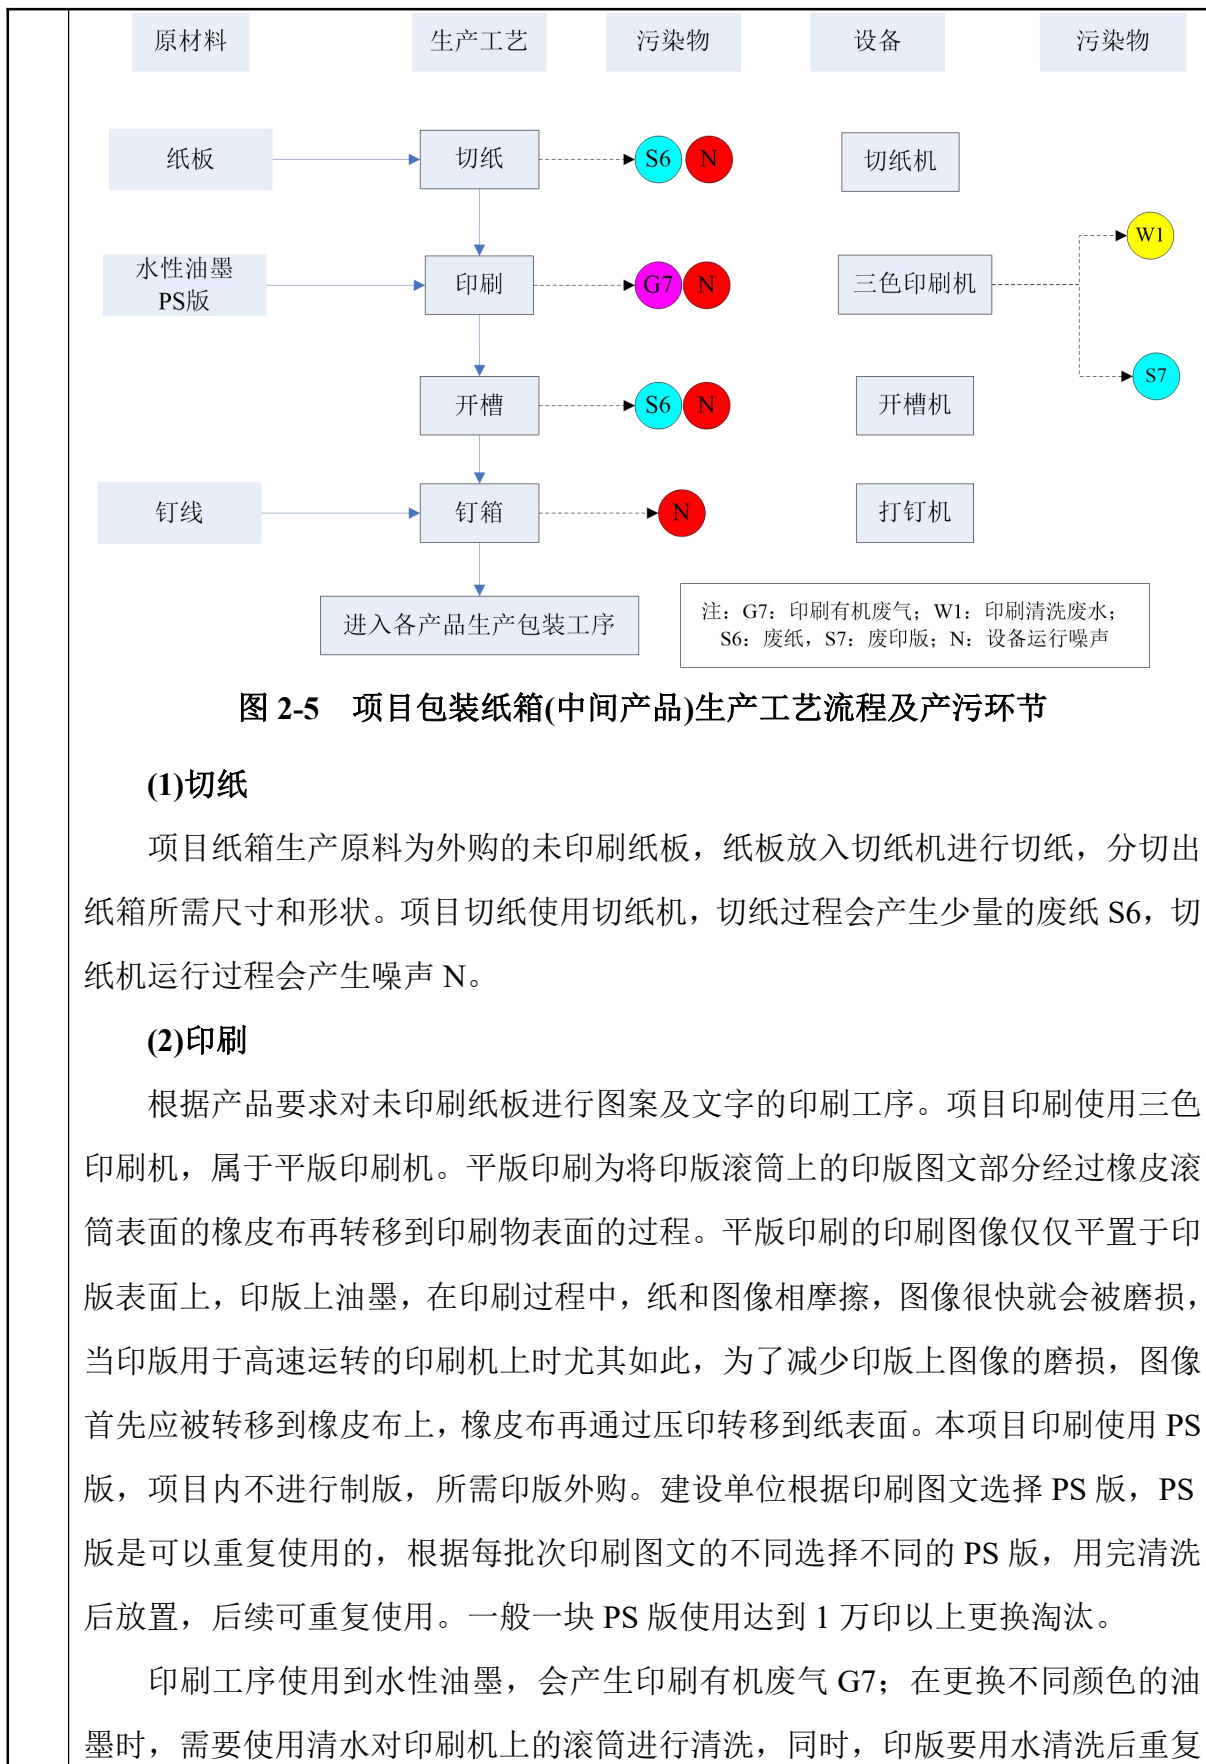 原材料 生产工艺 污染物 设备 污染物
纸板 切纸 S6 N 切纸机
W1
水性油墨
PS版
印刷 G7 N 三色印刷机
S7
开槽 S6 N 开槽机
钉线 钉箱 N 打钉机
进入各产品生产包装工序
注：G7：印刷有机废气；W1：印刷清洗废水；
S6：废纸，S7：废印版；N：设备运行噪声
图 2-5 项目包装纸箱(中间产品)生产工艺流程及产污环节
(1)切纸
项目纸箱生产原料为外购的未印刷纸板，纸板放入切纸机进行切纸，分切出
纸箱所需尺寸和形状。项目切纸使用切纸机，切纸过程会产生少量的废纸 S6，切
纸机运行过程会产生噪声 N。
(2)印刷
根据产品要求对未印刷纸板进行图案及文字的印刷工序。项目印刷使用三色
印刷机，属于平版印刷机。平版印刷为将印版滚筒上的印版图文部分经过橡皮滚
筒表面的橡皮布再转移到印刷物表面的过程。平版印刷的印刷图像仅仅平置于印
版表面上，印版上油墨，在印刷过程中，纸和图像相摩擦，图像很快就会被磨损，
当印版用于高速运转的印刷机上时尤其如此，为了减少印版上图像的磨损，图像
首先应被转移到橡皮布上，橡皮布再通过压印转移到纸表面。本项目印刷使用 PS
版，项目内不进行制版，所需印版外购。建设单位根据印刷图文选择 PS 版，PS
版是可以重复使用的，根据每批次印刷图文的不同选择不同的 PS 版，用完清洗
后放置，后续可重复使用。一般一块 PS 版使用达到 1 万印以上更换淘汰。
印刷工序使用到水性油墨，会产生印刷有机废气 G7；在更换不同颜色的油
墨时，需要使用清水对印刷机上的滚筒进行清洗，同时，印版要用水清洗后重复